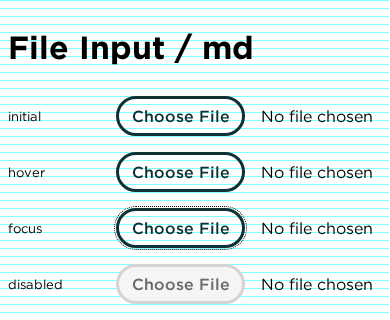 File Input / md
initial Choose File No file chosen
hover Choose File No file chosen
focus Choose File No file chosen
disabled Choose File No file chosen